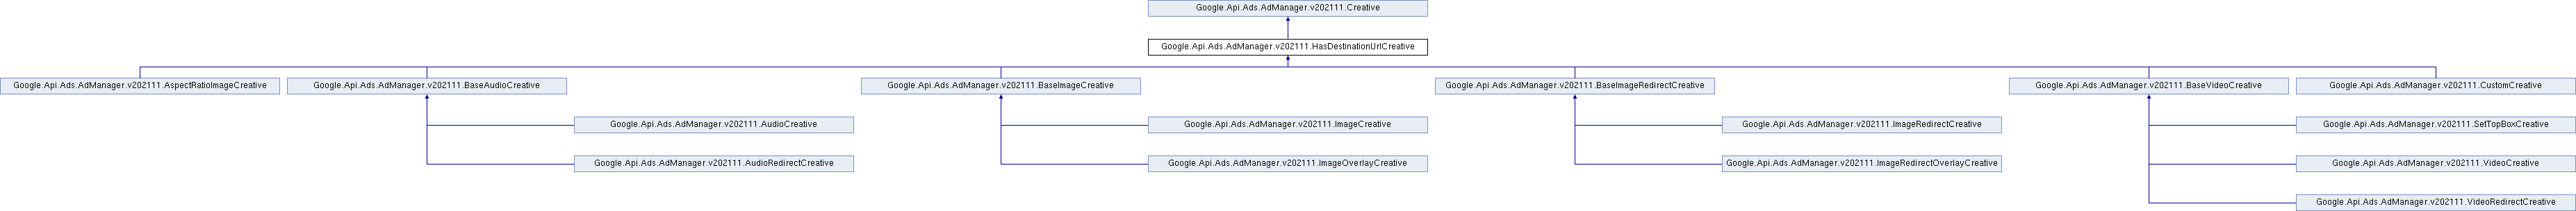 Google.Api.Ads.AdManager.v202111.Creative
Google.Api.Ads.AdManager.v202111.HasDestinationUrlCreative
Google.Api.Ads.AdManager.v202111.AspectRatioImageCreative
Google.Api.Ads.AdManager.v202111.BaseAudioCreative
Google.Api.Ads.AdManager.v202111.BaseImageCreative
Google.Api.Ads.AdManager.v202111.BaseImageRedirectCreative
Google.Api.Ads.AdManager.v202111.BaseVideoCreative
Google.Api.Ads.AdManager.v202111.CustomCreative
Google.Api.Ads.AdManager.v202111.AudioCreative
Google.Api.Ads.AdManager.v202111.ImageCreative
Google.Api.Ads.AdManager.v202111.ImageRedirectCreative
Google.Api.Ads.AdManager.v202111.SetTopBoxCreative
Google.Api.Ads.AdManager.v202111.AudioRedirectCreative
Google.Api.Ads.AdManager.v202111.ImageOverlayCreative
Google.Api.Ads.AdManager.v202111.ImageRedirectOverlayCreative
Google.Api.Ads.AdManager.v202111.VideoCreative
Google.Api.Ads.AdManager.v202111.VideoRedirectCreative